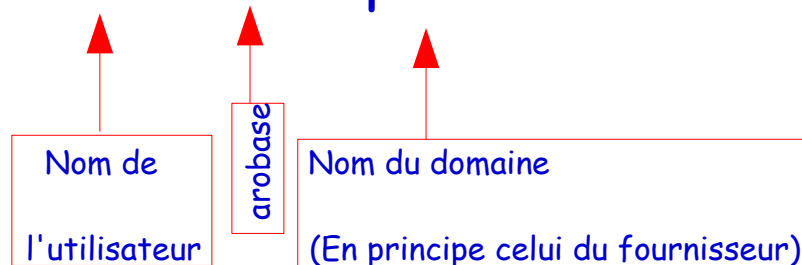 Nom de
l'utilisateur
arobase
Nom du domaine
(En principe celui du fournisseur)